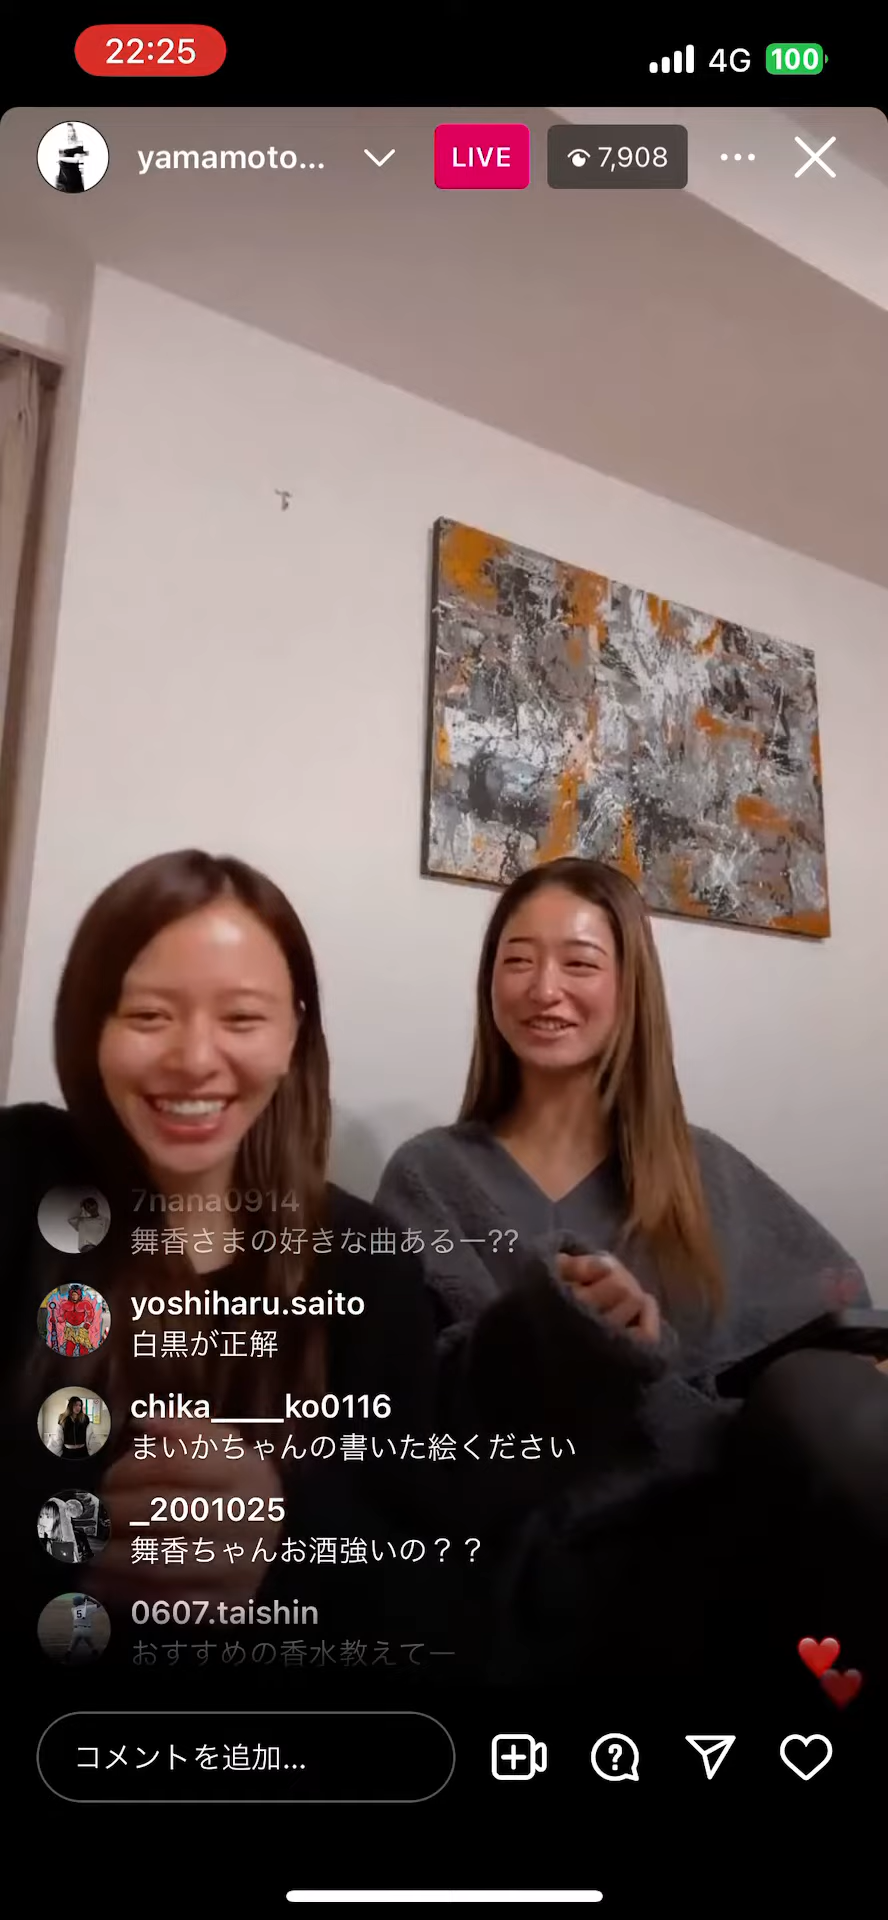 22:25
4G
100
yamamoto...
LIVE
7,908
7nana0914
舞香さまの好きな曲あるー??
yoshiharu.saito
白黒が正解
chika_____ko0116
まいかちゃんの書いた絵ください
_2001025
舞香ちゃんお酒強いの？？
0607.taishin
おすすめの香水教えてー
コメントを追加...